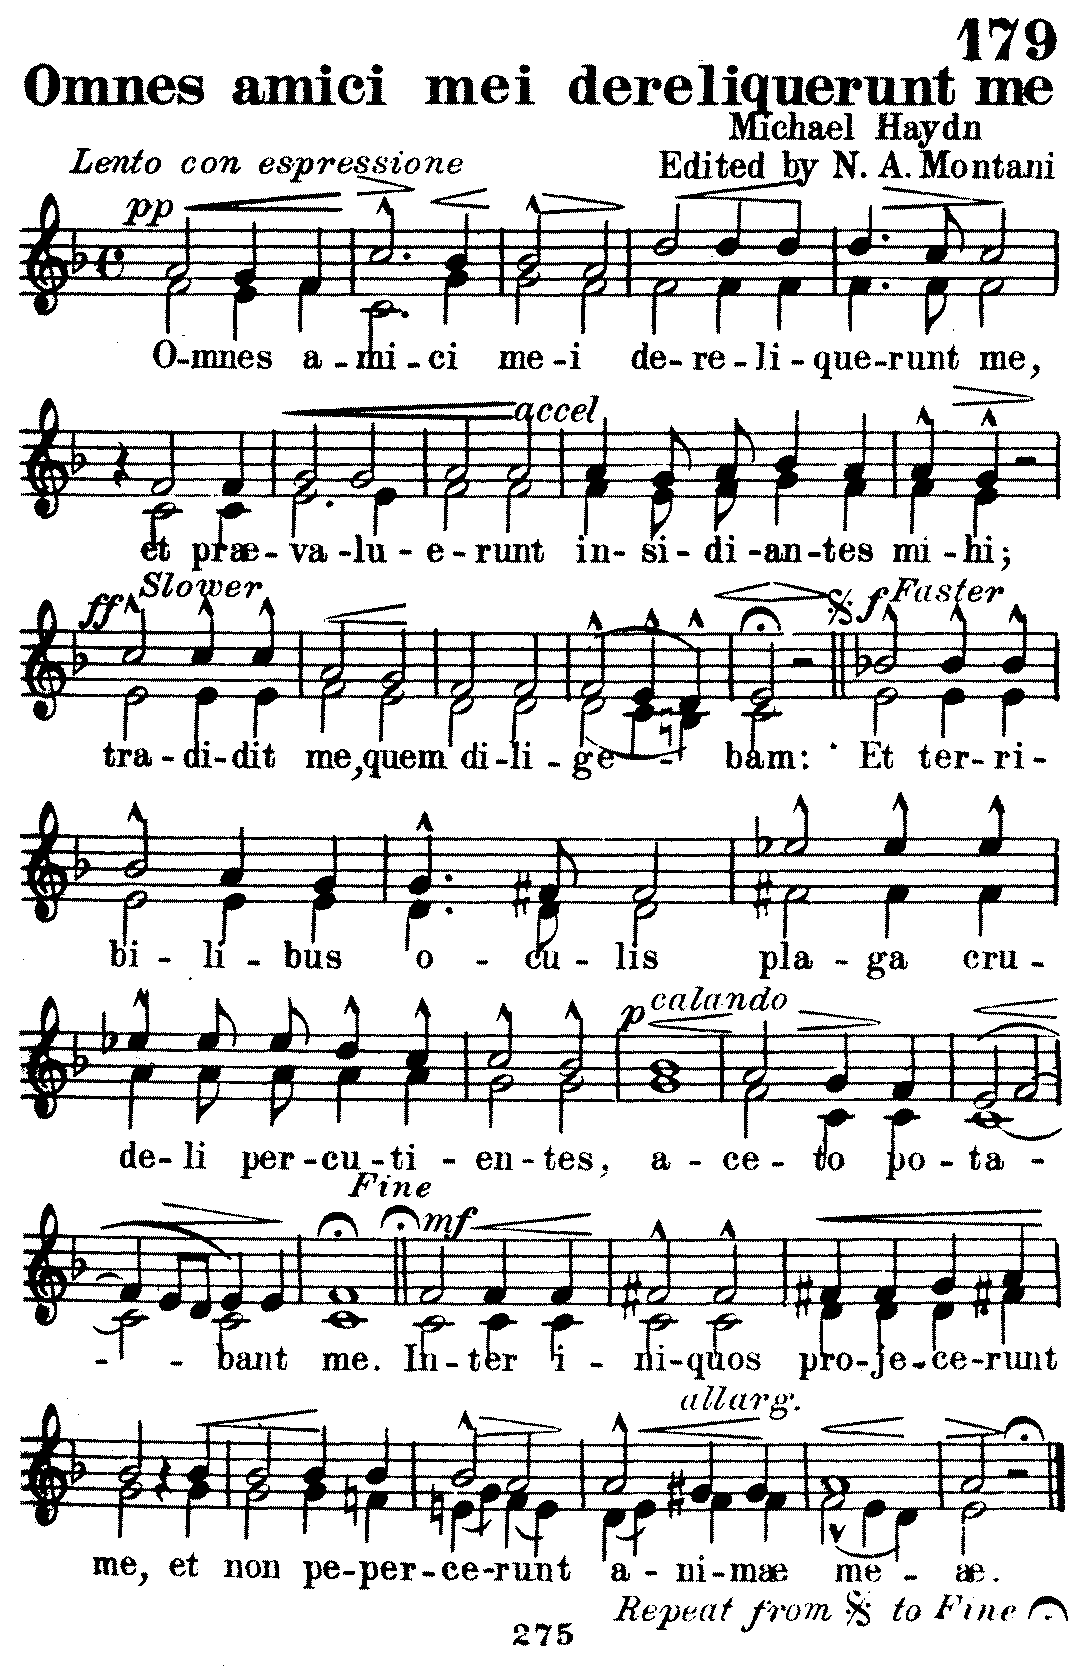 179
Omnes amici mei dereliquerunt me
Michael Haydn
Lento con espressione Edited by N. A. Montani
pp
O-mnes a-mi-ci me-i de-re-li-que-runt me,
accel
et præ-va-lu-e-runt in-si-di-an-tes mi-hi;
ff Slower f Faster
tra-di-dit me, quem di-li-ge-bam: Et ter-ri-
bi-li-bus o-cu-lis pla-ga cru-
p calando
de-li per-cu-ti-en-tes, a-ce-to po-ta-
Fine
mf
- - bant me. In-ter i-ni-quos pro-je-ce-runt
allarg.
me, et non pe-per-ce-runt a-ni-mæ me-æ.
Repeat from 𝄋 to Fine 𝄐
275